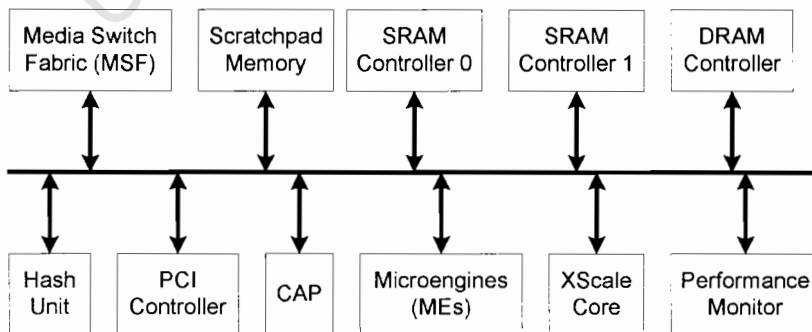 Media Switch
Fabric (MSF)
Scratchpad
Memory
SRAM
Controller 0
SRAM
Controller 1
DRAM
Controller
Hash
Unit
PCI
Controller
CAP
Microengines
(MEs)
XScale
Core
Performance
Monitor